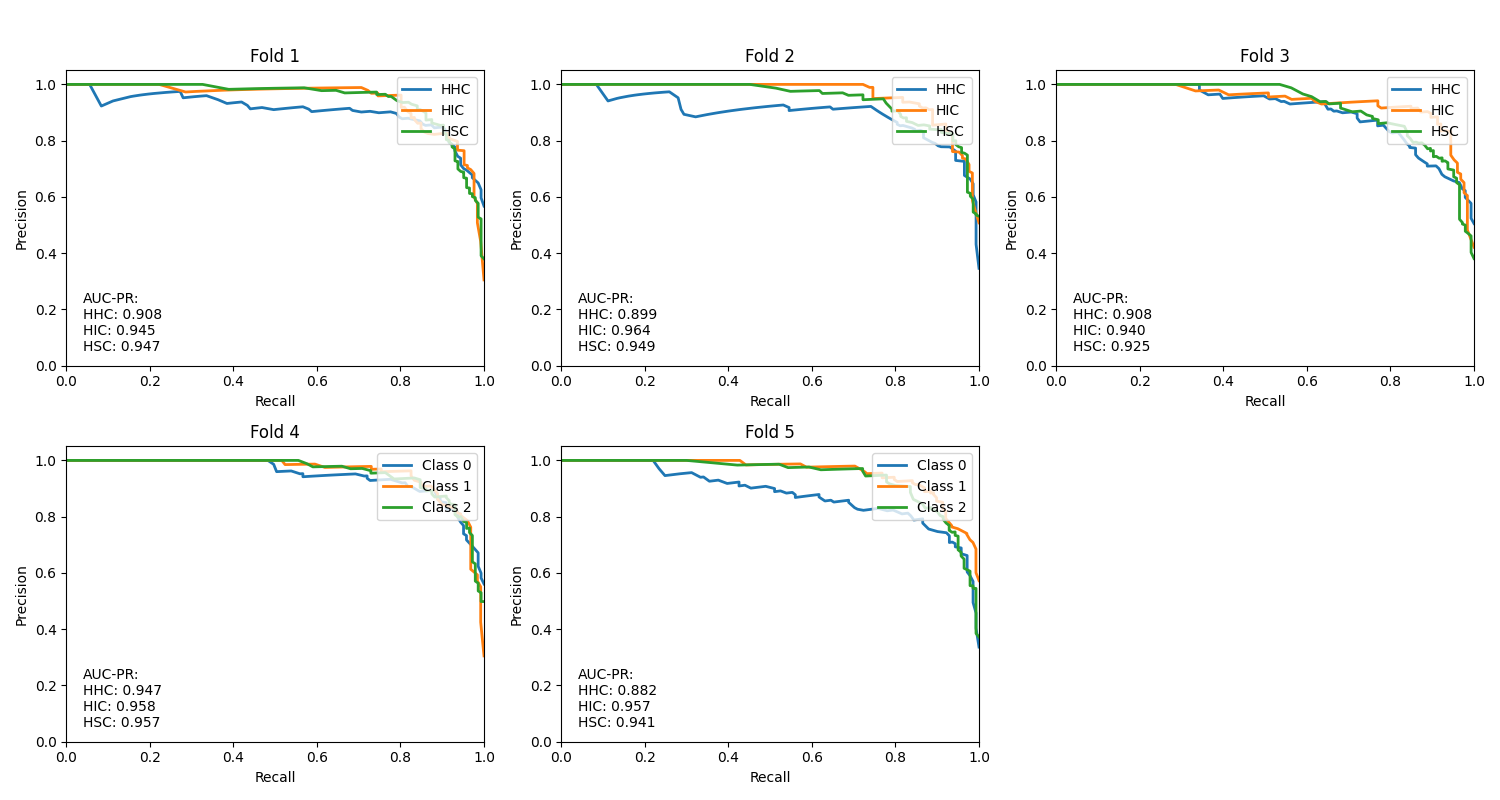 Fold 1
1.0
0.8
0.6
0.4
0.2
0.0
Precision
HHC
HIC
HSC
AUC-PR:
HHC: 0.908
HIC: 0.945
HSC: 0.947
0.0 0.2 0.4 0.6 0.8 1.0
Recall
Fold 2
1.0
0.8
0.6
0.4
0.2
0.0
Precision
HHC
HIC
HSC
AUC-PR:
HHC: 0.899
HIC: 0.964
HSC: 0.949
0.0 0.2 0.4 0.6 0.8 1.0
Recall
Fold 3
1.0
0.8
0.6
0.4
0.2
0.0
Precision
HHC
HIC
HSC
AUC-PR:
HHC: 0.908
HIC: 0.940
HSC: 0.925
0.0 0.2 0.4 0.6 0.8 1.0
Recall
Fold 4
1.0
0.8
0.6
0.4
0.2
0.0
Precision
Class 0
Class 1
Class 2
AUC-PR:
HHC: 0.947
HIC: 0.958
HSC: 0.957
0.0 0.2 0.4 0.6 0.8 1.0
Recall
Fold 5
1.0
0.8
0.6
0.4
0.2
0.0
Precision
Class 0
Class 1
Class 2
AUC-PR:
HHC: 0.882
HIC: 0.957
HSC: 0.941
0.0 0.2 0.4 0.6 0.8 1.0
Recall